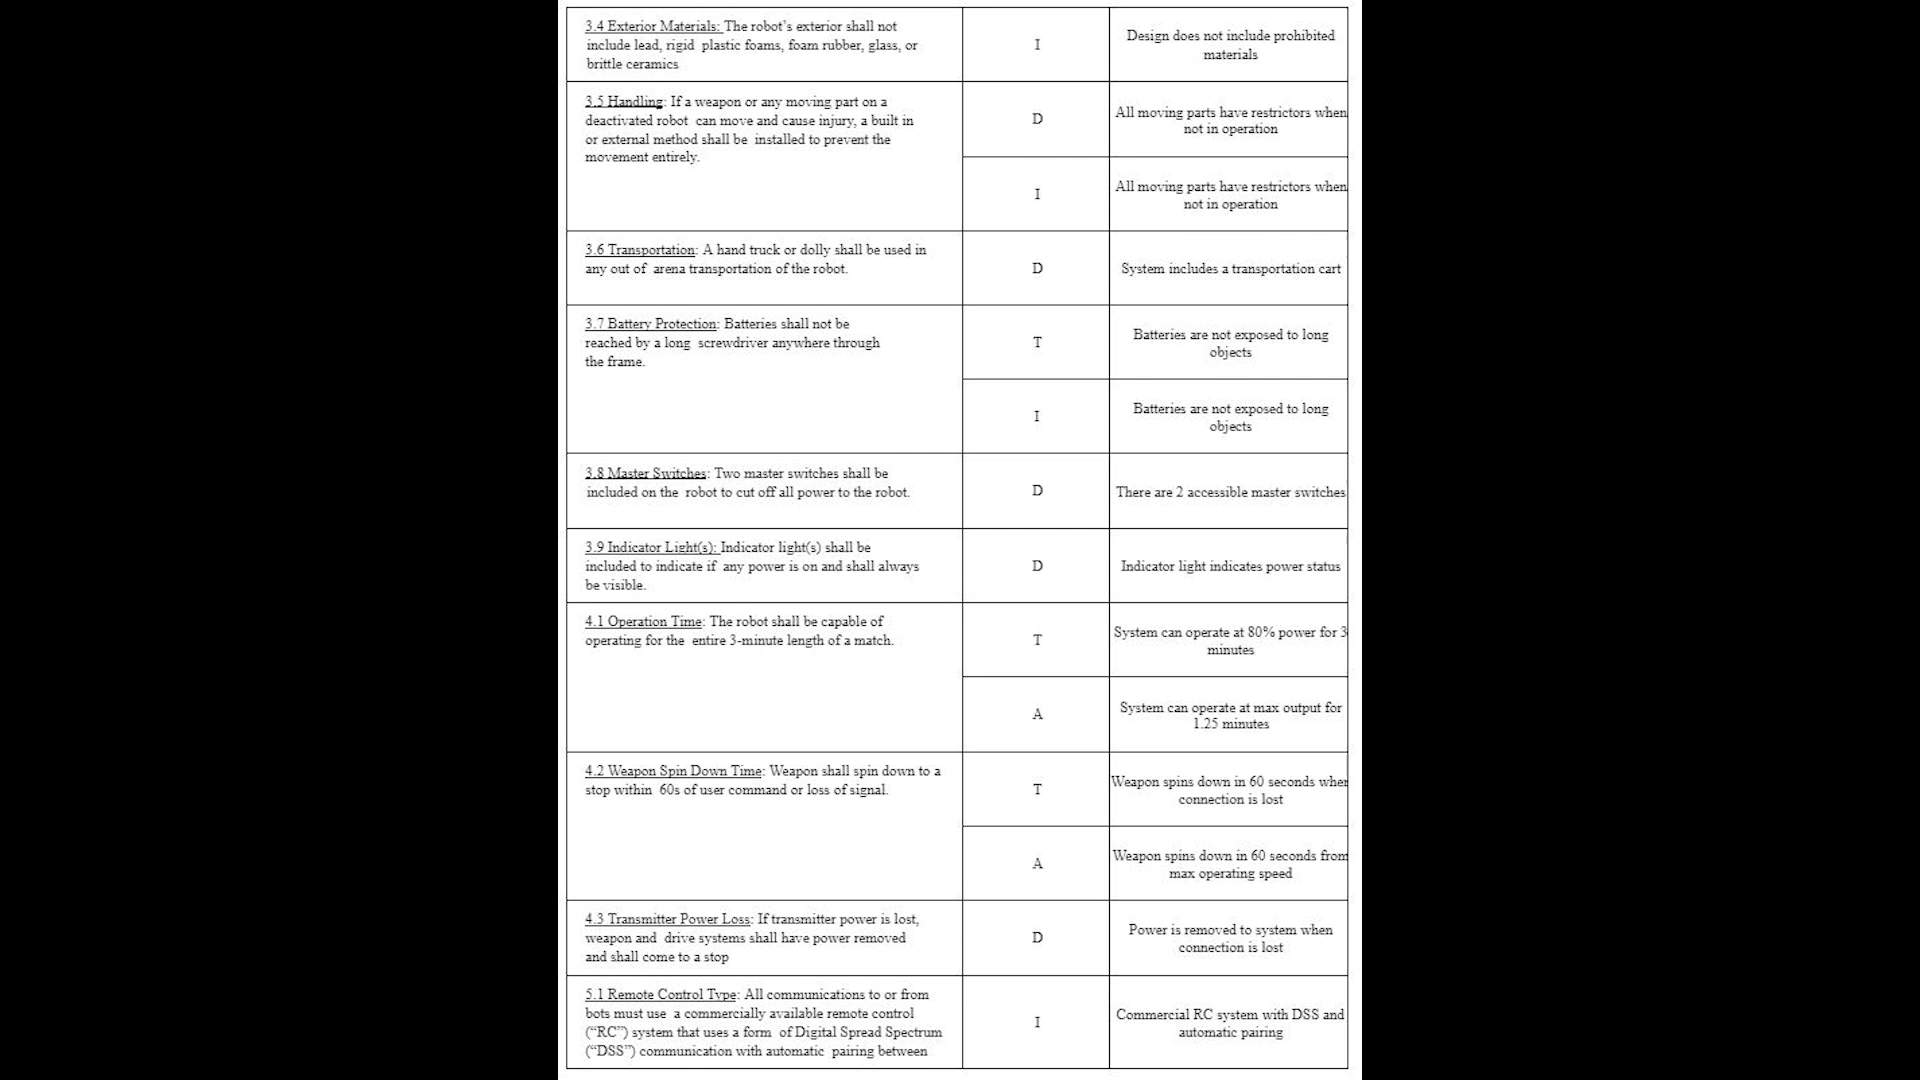 3.4 Exterior Materials: The robot's exterior shall not
include lead, rigid plastic foams, foam rubber, glass, or
brittle ceramics
I
Design does not include prohibited
materials
3.5 Handling: If a weapon or any moving part on a
deactivated robot can move and cause injury, a built in
or external method shall be installed to prevent the
movement entirely.
D
All moving parts have restrictors when
not in operation
I
All moving parts have restrictors when
not in operation
3.6 Transportation: A hand truck or dolly shall be used in
any out of arena transportation of the robot.
D
System includes a transportation cart
3.7 Battery Protection: Batteries shall not be
reached by a long screwdriver anywhere through
the frame.
T
Batteries are not exposed to long
objects
I
Batteries are not exposed to long
objects
3.8 Master Switches: Two master switches shall be
included on the robot to cut off all power to the robot.
D
There are 2 accessible master switches
3.9 Indicator Light(s): Indicator light(s) shall be
included to indicate if any power is on and shall always
be visible.
D
Indicator light indicates power status
4.1 Operation Time: The robot shall be capable of
operating for the entire 3-minute length of a match.
T
System can operate at 80% power for 3
minutes
A
System can operate at max output for
1.25 minutes
4.2 Weapon Spin Down Time: Weapon shall spin down to a
stop within 60s of user command or loss of signal.
T
Weapon spins down in 60 seconds when
connection is lost
A
Weapon spins down in 60 seconds from
max operating speed
4.3 Transmitter Power Loss: If transmitter power is lost,
weapon and drive systems shall have power removed
and shall come to a stop
D
Power is removed to system when
connection is lost
5.1 Remote Control Type: All communications to or from
bots must use a commercially available remote control
(“RC”) system that uses a form of Digital Spread Spectrum
(“DSS”) communication with automatic pairing between
I
Commercial RC system with DSS and
automatic pairing